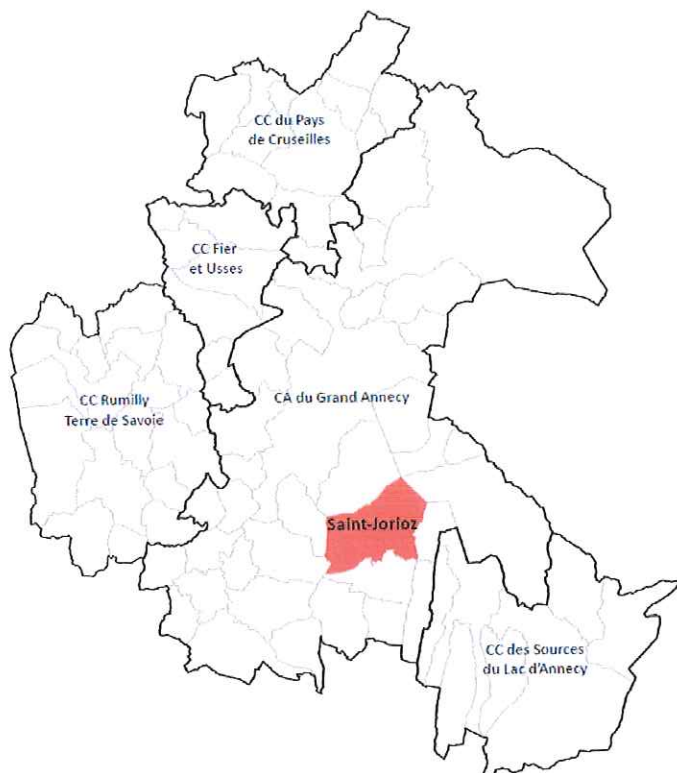 CC du Pays
de Cruseilles
CC Fier
et Usses
CC Rumilly
Terre de Savoie
CA du Grand Annecy
Saint-Jorioz
CC des Sources
du Lac d'Annecy